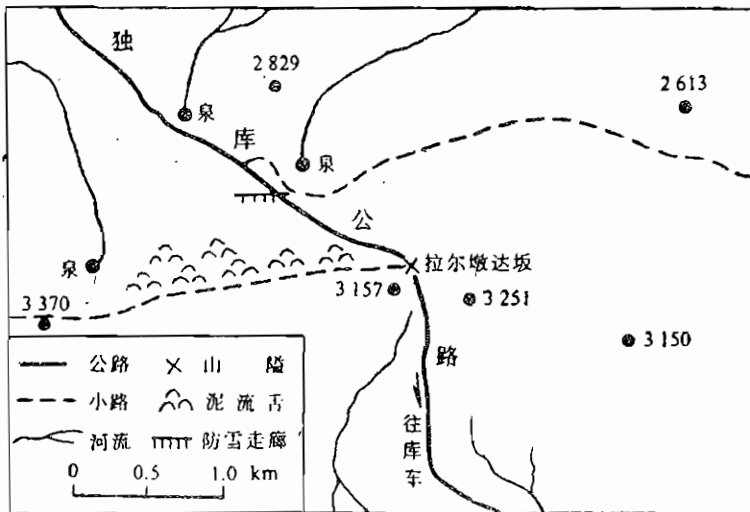 独
库
公
路
2 829
2 613
泉
泉
泉
拉尔墩达坂
3 157
3 251
3 370
3 150
往库车
公路
山 隘
小路
泥 流 舌
河流
防雪走廊
0 0.5 1.0 km